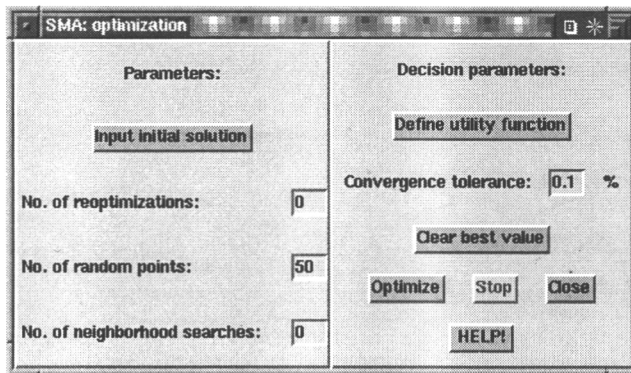 SMA: optimization
Parameters:
Input initial solution
No. of reoptimizations: 0
No. of random points: 50
No. of neighborhood searches: 0
Decision parameters:
Define utility function
Convergence tolerance: 0.1 %
Clear best value
Optimize Stop Close
HELP!